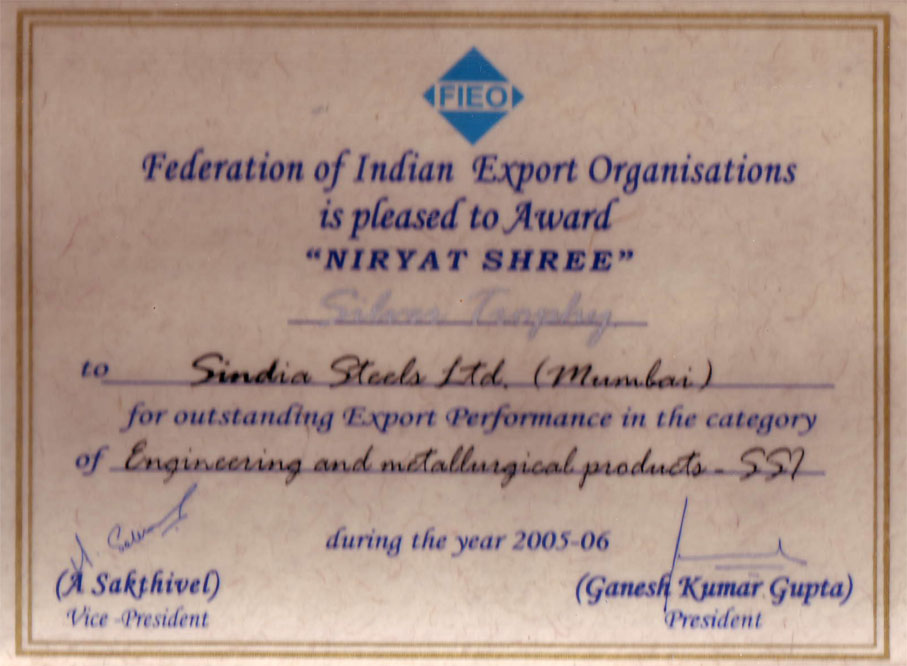 FIEO
Federation of Indian Export Organisations
is pleased to Award
"NIRYAT SHREE"
Silver Trophy
to Sindia Steels Ltd. (Mumbai)
for outstanding Export Performance in the category
of Engineering and metallurgical products - SSI
during the year 2005-06
(A Sakthivel)
Vice -President
(Ganesh Kumar Gupta)
President